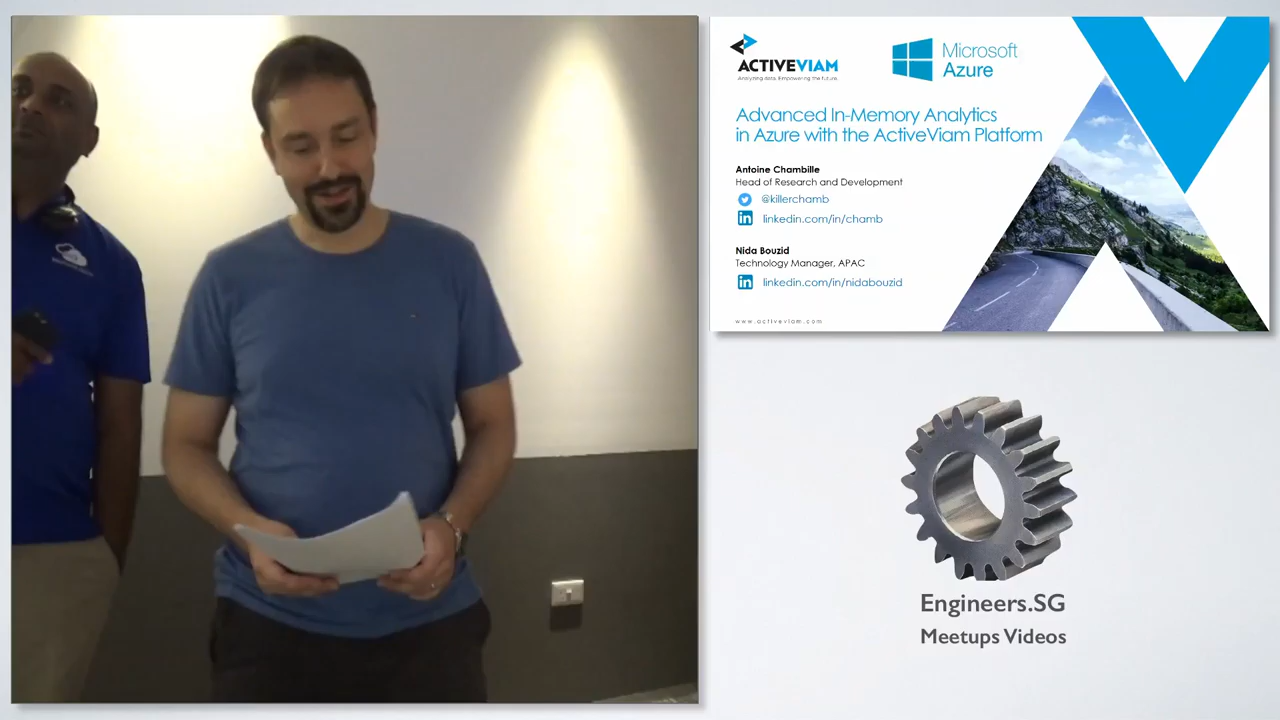 ACTIVEVIAM
Analyzing data. Empowering the future.
Microsoft
Azure
Advanced In-Memory Analytics
in Azure with the ActiveViam Platform
Antoine Chambille
Head of Research and Development
@killerchamb
linkedin.com/in/chamb
Nida Bouzid
Technology Manager, APAC
linkedin.com/in/nidabouzid
www.activeviam.com
Engineers.SG
Meetups Videos